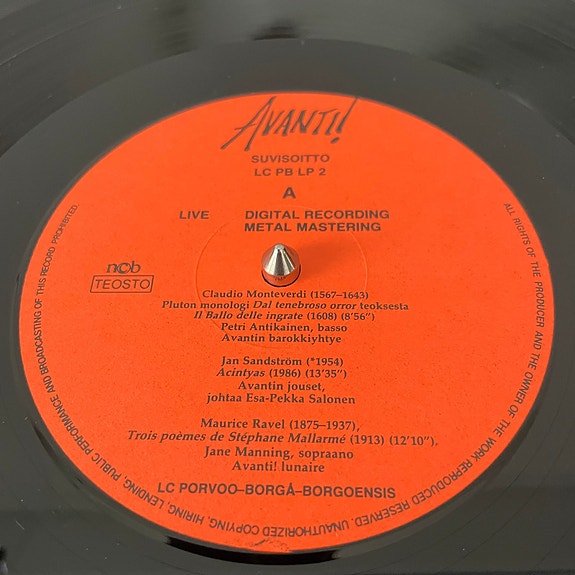 AVANTI!
SUVISOITTO
LC PB LP 2
A
LIVE DIGITAL RECORDING
METAL MASTERING
ncb
TEOSTO
Claudio Monteverdi (1567–1643)
Pluton monologi Dal tenebroso orror teoksesta
Il Ballo delle ingrate (1608) (8'56")
Petri Antikainen, basso
Avantin barokkiyhtye
Jan Sandström (*1954)
Acintyas (1986) (13'35")
Avantin jouset,
johtaa Esa-Pekka Salonen
Maurice Ravel (1875–1937),
Trois poèmes de Stéphane Mallarmé (1913) (12'10"),
Jane Manning, sopraano
Avanti! lunaire
LC PORVOO–BORGÅ–BORGOENSIS
ALL RIGHTS OF THE PRODUCER AND THE OWNER OF THE WORK REPRODUCED RESERVED. UNAUTHORIZED COPYING, HIRING, LENDING, PUBLIC PERFORMANCE AND BROADCASTING OF THIS RECORD PROHIBITED